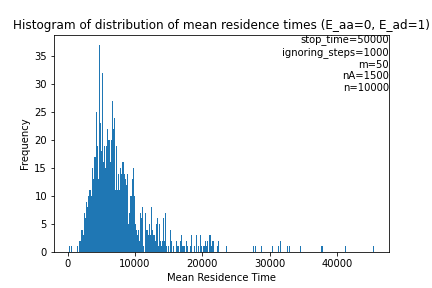 Histogram of distribution of mean residence times (E_aa=0, E_ad=1)
stop_time=50000
ignoring_steps=1000
m=50
nA=1500
n=10000
35
30
25
20
15
10
5
0
Frequency
0 10000 20000 30000 40000
Mean Residence Time